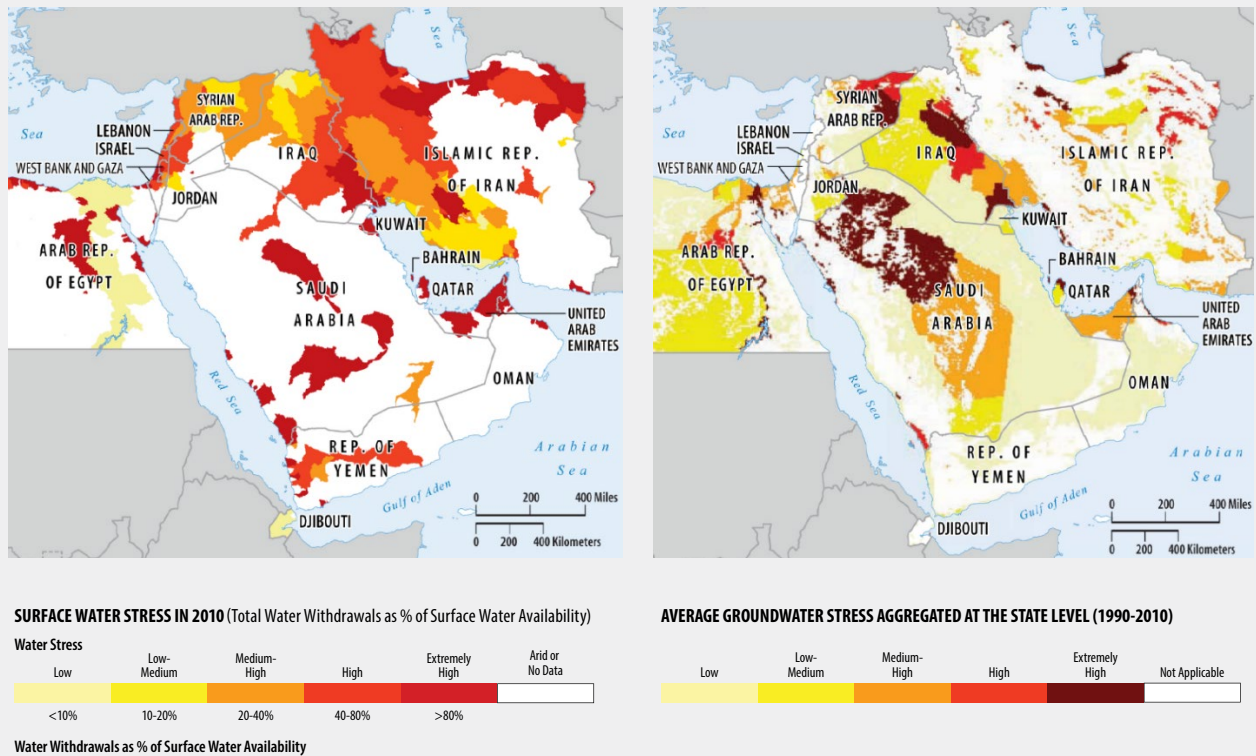 Sea
n Sea
SYRIAN
ARAB REP.
Sea
LEBANON
ISRAEL
WEST BANK AND GAZA
IRAQ
ISLAMIC REP.
OF IRAN
JORDAN
KUWAIT
ARAB REP.
OF EGYPT
BAHRAIN
QATAR
SAUDI
ARABIA
UNITED
ARAB
EMIRATES
OMAN
Red Sea
REP. OF
YEMEN
Arabian
Sea
Gulf of Aden
DJIBOUTI
0 200 400 Miles
0 200 400 Kilometers
Sea
n Sea
SYRIAN
ARAB REP.
Sea
LEBANON
ISRAEL
WEST BANK AND GAZA
IRAQ
ISLAMIC REP.
OF IRAN
JORDAN
KUWAIT
ARAB REP.
OF EGYPT
BAHRAIN
QATAR
SAUDI
ARABIA
UNITED
ARAB
EMIRATES
OMAN
Red Sea
REP. OF
YEMEN
Arabian
Sea
Gulf of Aden
DJIBOUTI
0 200 400 Miles
0 200 400 Kilometers
SURFACE WATER STRESS IN 2010 (Total Water Withdrawals as % of Surface Water Availability)
Water Stress
Low
Low-
Medium
Medium-
High
High
Extremely
High
Arid or
No Data
<10% 10-20% 20-40% 40-80% >80%
Water Withdrawals as % of Surface Water Availability
AVERAGE GROUNDWATER STRESS AGGREGATED AT THE STATE LEVEL (1990-2010)
Low
Low-
Medium
Medium-
High
High
Extremely
High
Not Applicable